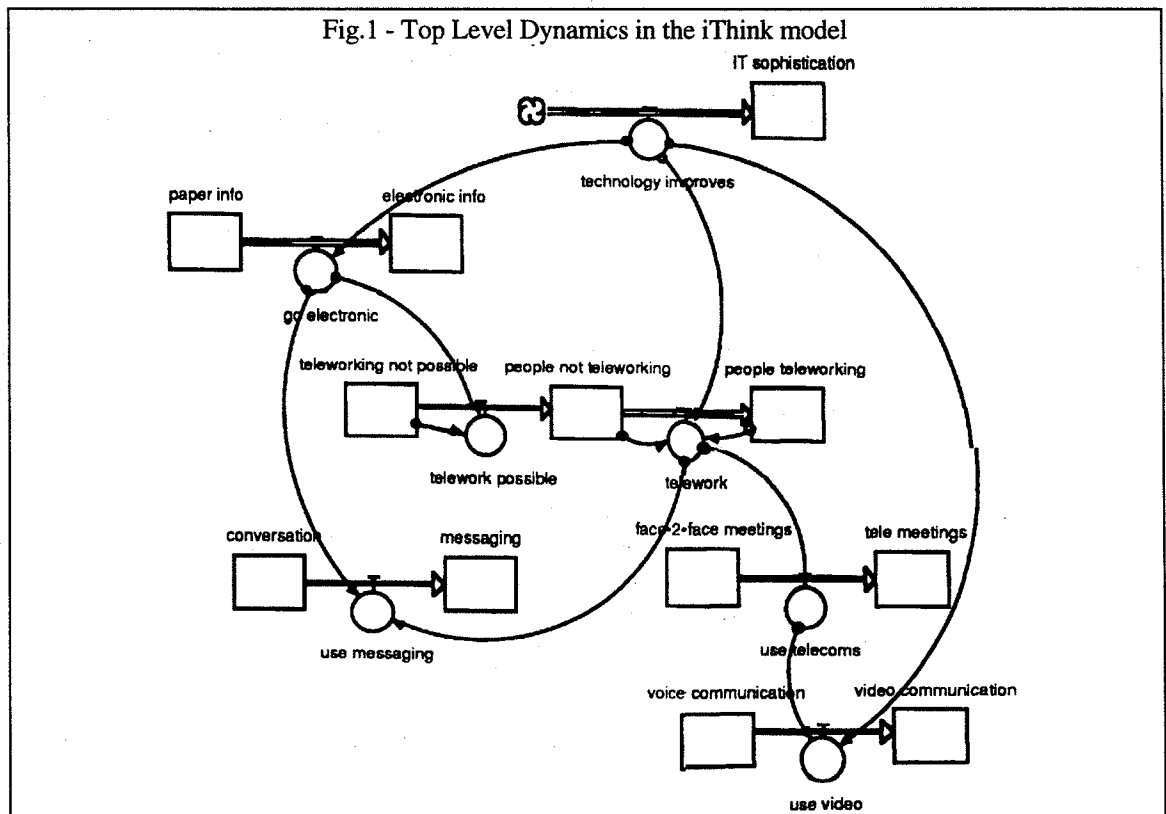 Fig.1 - Top Level Dynamics in the iThink model
IT sophistication
technology improves
paper info
electronic info
go electronic
teleworking not possible
people not teleworking
people teleworking
telework possible
telework
conversation
messaging
face-2-face meetings
tele meetings
use messaging
use telecoms
voice communication
video communication
use video